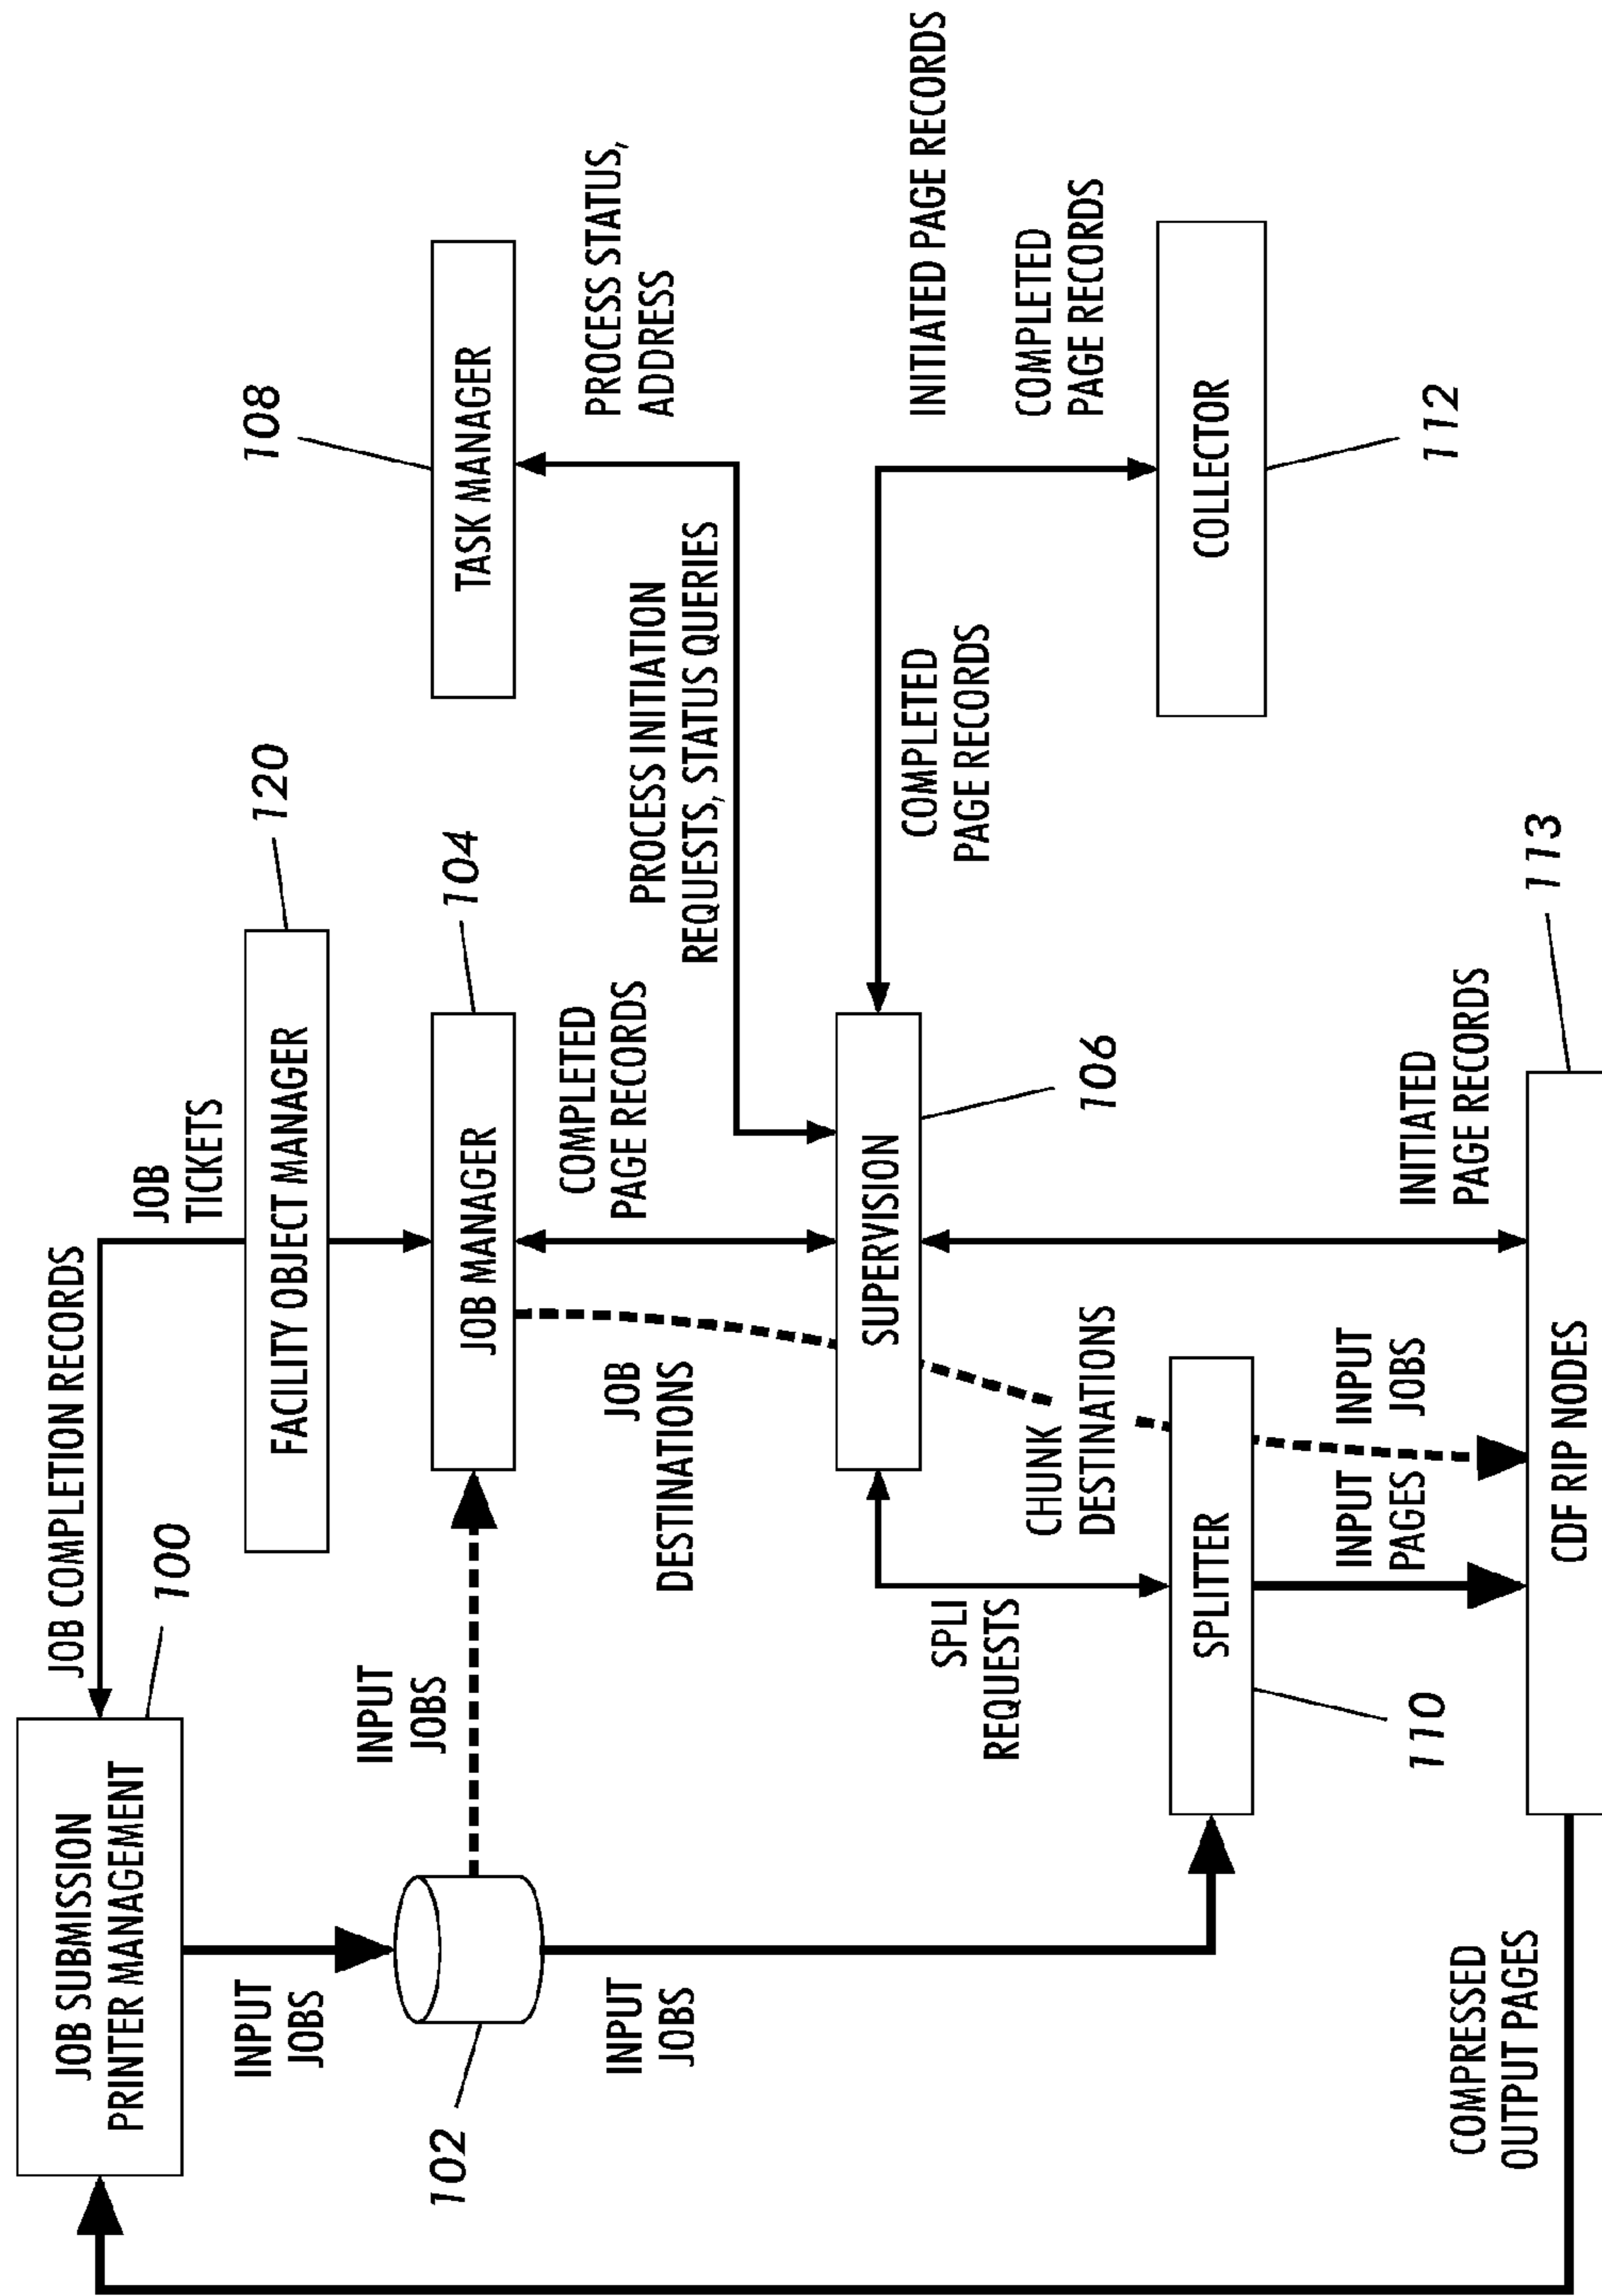 JOB SUBMISSION
PRINTER MANAGEMENT
100
JOB COMPLETION RECORDS
JOB
TICKETS
INPUT
JOBS
FACILITY OBJECT MANAGER
120
102
INPUT
JOBS
JOB MANAGER
104
TASK MANAGER
108
INPUT
JOBS
JOB
DESTINATIONS
COMPLETED
PAGE RECORDS
PROCESS INITIATION
REQUESTS, STATUS QUERIES
PROCESS STATUS,
ADDRESS
SUPERVISION
106
SPLI
REQUESTS
CHUNK
DESTINATIONS
COMPLETED
PAGE RECORDS
INITIATED PAGE RECORDS
COMPLETED
PAGE RECORDS
SPLITTER
110
COLLECTOR
112
INPUT
PAGES
INPUT
JOBS
INITIATED
PAGE RECORDS
COMPRESSED
OUTPUT PAGES
CDF RIP NODES
113